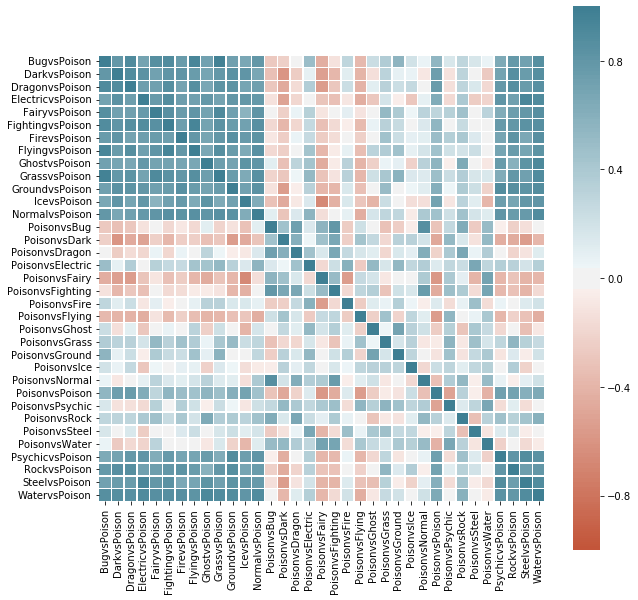 BugvsPoison
DarkvsPoison
DragonvsPoison
ElectricvsPoison
FairyvsPoison
FightingvsPoison
FirevsPoison
FlyingvsPoison
GhostvsPoison
GrassvsPoison
GroundvsPoison
IcevsPoison
NormalvsPoison
PoisonvsBug
PoisonvsDark
PoisonvsDragon
PoisonvsElectric
PoisonvsFairy
PoisonvsFighting
PoisonvsFire
PoisonvsFlying
PoisonvsGhost
PoisonvsGrass
PoisonvsGround
PoisonvsIce
PoisonvsNormal
PoisonvsPoison
PoisonvsPsychic
PoisonvsRock
PoisonvsSteel
PoisonvsWater
PsychicvsPoison
RockvsPoison
SteelvsPoison
WatervsPoison
BugvsPoison
DarkvsPoison
DragonvsPoison
ElectricvsPoison
FairyvsPoison
FightingvsPoison
FirevsPoison
FlyingvsPoison
GhostvsPoison
GrassvsPoison
GroundvsPoison
IcevsPoison
NormalvsPoison
PoisonvsBug
PoisonvsDark
PoisonvsDragon
PoisonvsElectric
PoisonvsFairy
PoisonvsFighting
PoisonvsFire
PoisonvsFlying
PoisonvsGhost
PoisonvsGrass
PoisonvsGround
PoisonvsIce
PoisonvsNormal
PoisonvsPoison
PoisonvsPsychic
PoisonvsRock
PoisonvsSteel
PoisonvsWater
PsychicvsPoison
RockvsPoison
SteelvsPoison
WatervsPoison
0.8
0.4
0.0
−0.4
−0.8